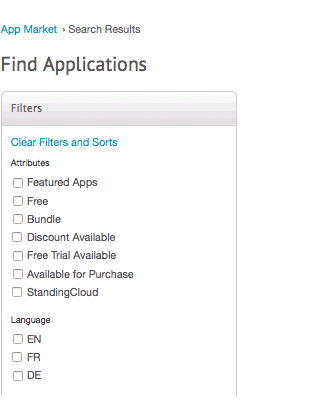 App Market › Search Results
Find Applications
Filters
Clear Filters and Sorts
Attributes
Featured Apps
Free
Bundle
Discount Available
Free Trial Available
Available for Purchase
StandingCloud
Language
EN
FR
DE